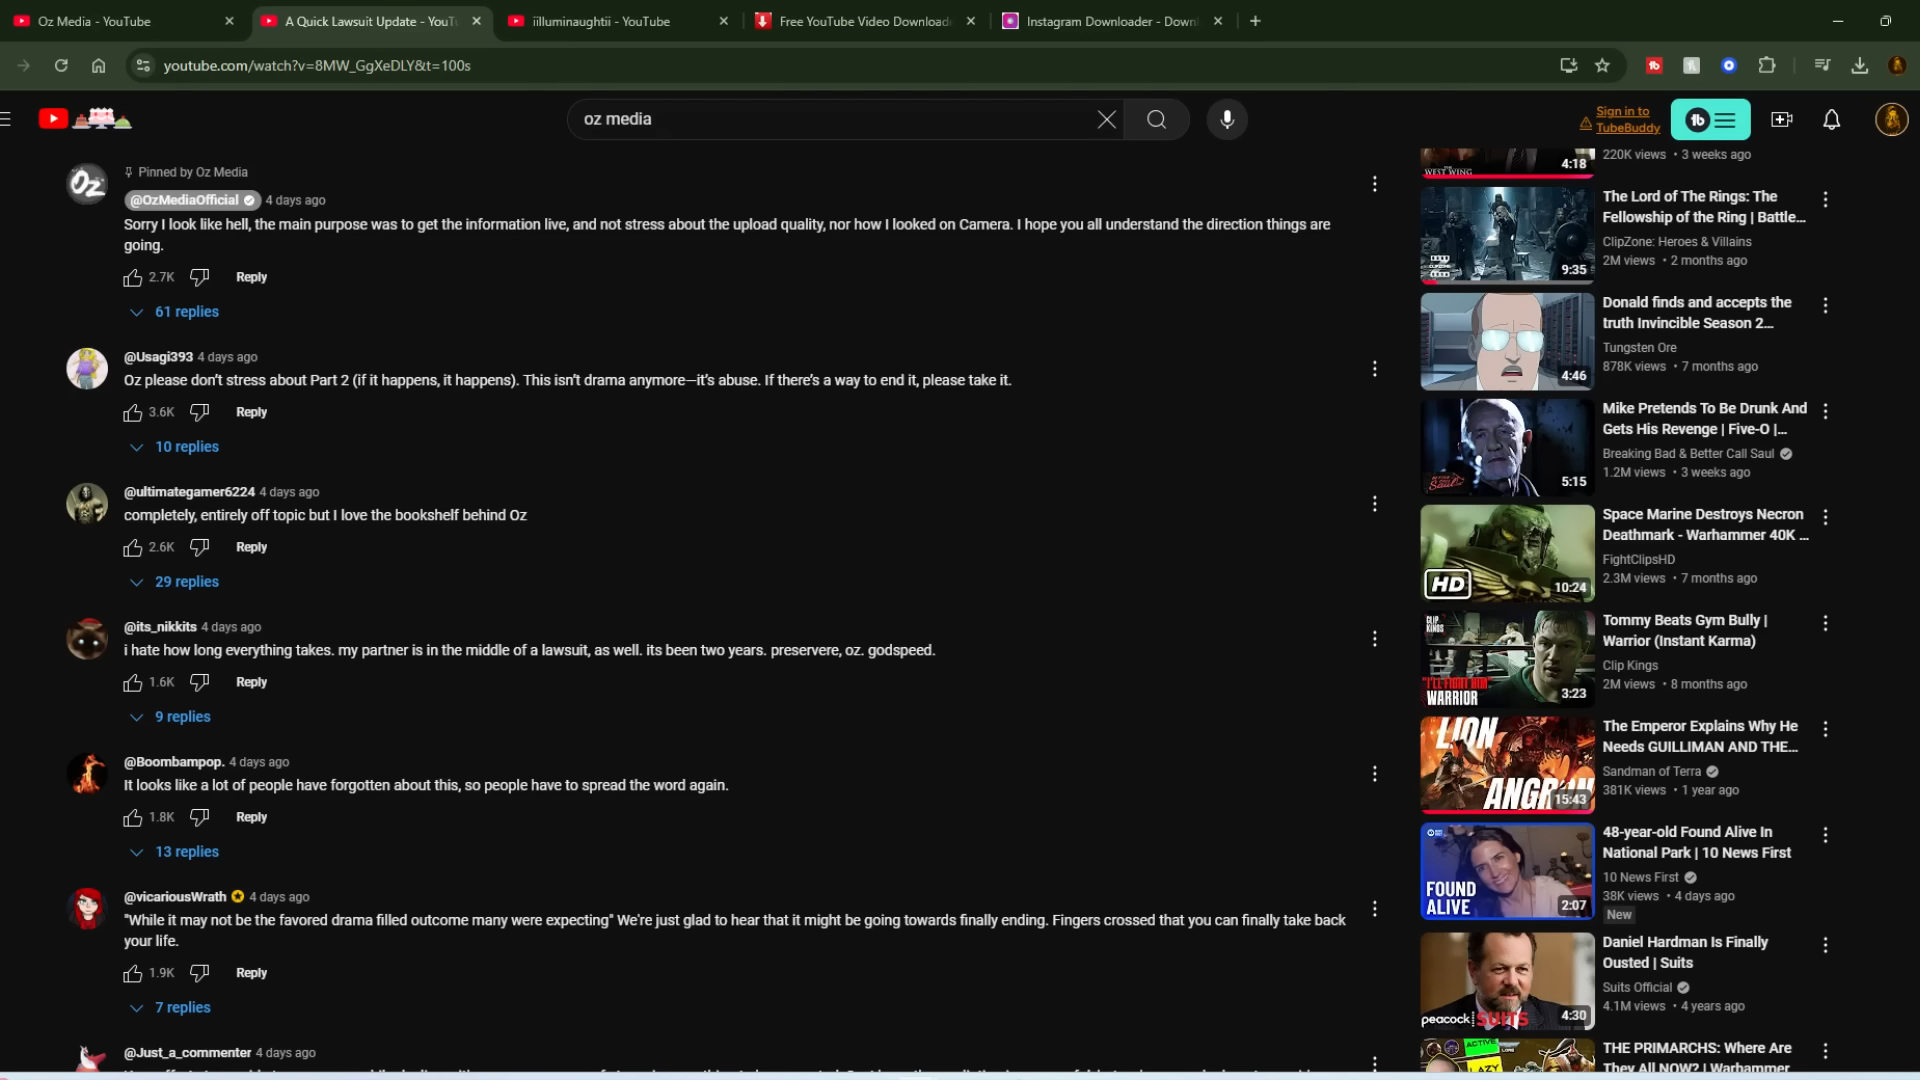 Oz Media - YouTube
A Quick Lawsuit Update - YouTu
iilluminaughtii - YouTube
Free YouTube Video Download
Instagram Downloader - Down
youtube.com/watch?v=8MW_GgXeDLY&t=100s
oz media
Sign in to
TubeBuddy
Pinned by Oz Media
@OzMediaOfficial 4 days ago
Sorry I look like hell, the main purpose was to get the information live, and not stress about the upload quality, nor how I looked on Camera. I hope you all understand the direction things are
going.
2.7K Reply
61 replies
@Usagi393 4 days ago
Oz please don’t stress about Part 2 (if it happens, it happens). This isn’t drama anymore—it’s abuse. If there’s a way to end it, please take it.
3.6K Reply
10 replies
@ultimategamer6224 4 days ago
completely, entirely off topic but I love the bookshelf behind Oz
2.6K Reply
29 replies
@its_nikkits 4 days ago
i hate how long everything takes. my partner is in the middle of a lawsuit, as well. its been two years. preservere, oz. godspeed.
1.6K Reply
9 replies
@Boombampop. 4 days ago
It looks like a lot of people have forgotten about this, so people have to spread the word again.
1.8K Reply
13 replies
@vicariousWrath 4 days ago
"While it may not be the favored drama filled outcome many were expecting" We're just glad to hear that it might be going towards finally ending. Fingers crossed that you can finally take back
your life.
1.9K Reply
7 replies
@Just_a_commenter 4 days ago
WEST WING
4:18
220K views • 3 weeks ago
9:35
The Lord of The Rings: The
Fellowship of the Ring | Battle...
ClipZone: Heroes & Villains
2M views • 2 months ago
4:46
Donald finds and accepts the
truth Invincible Season 2...
Tungsten Ore
878K views • 7 months ago
5:15
Mike Pretends To Be Drunk And
Gets His Revenge | Five-O |...
Breaking Bad & Better Call Saul
1.2M views • 3 weeks ago
HD
10:24
Space Marine Destroys Necron
Deathmark - Warhammer 40K ...
FightClipsHD
2.3M views • 7 months ago
CLIP
KINGS
"I'LL FIGHT HIM"
WARRIOR
3:23
Tommy Beats Gym Bully |
Warrior (Instant Karma)
Clip Kings
2M views • 8 months ago
LION
ANGRON
15:43
The Emperor Explains Why He
Needs GUILLIMAN AND THE...
Sandman of Terra
381K views • 1 year ago
FOUND
ALIVE
2:07
48-year-old Found Alive In
National Park | 10 News First
10 News First
38K views • 4 days ago
New
peacock SUITS
4:30
Daniel Hardman Is Finally
Ousted | Suits
Suits Official
4.1M views • 4 years ago
ACTIVE
LAZY
THE PRIMARCHS: Where Are
They All NOW? | Warhammer